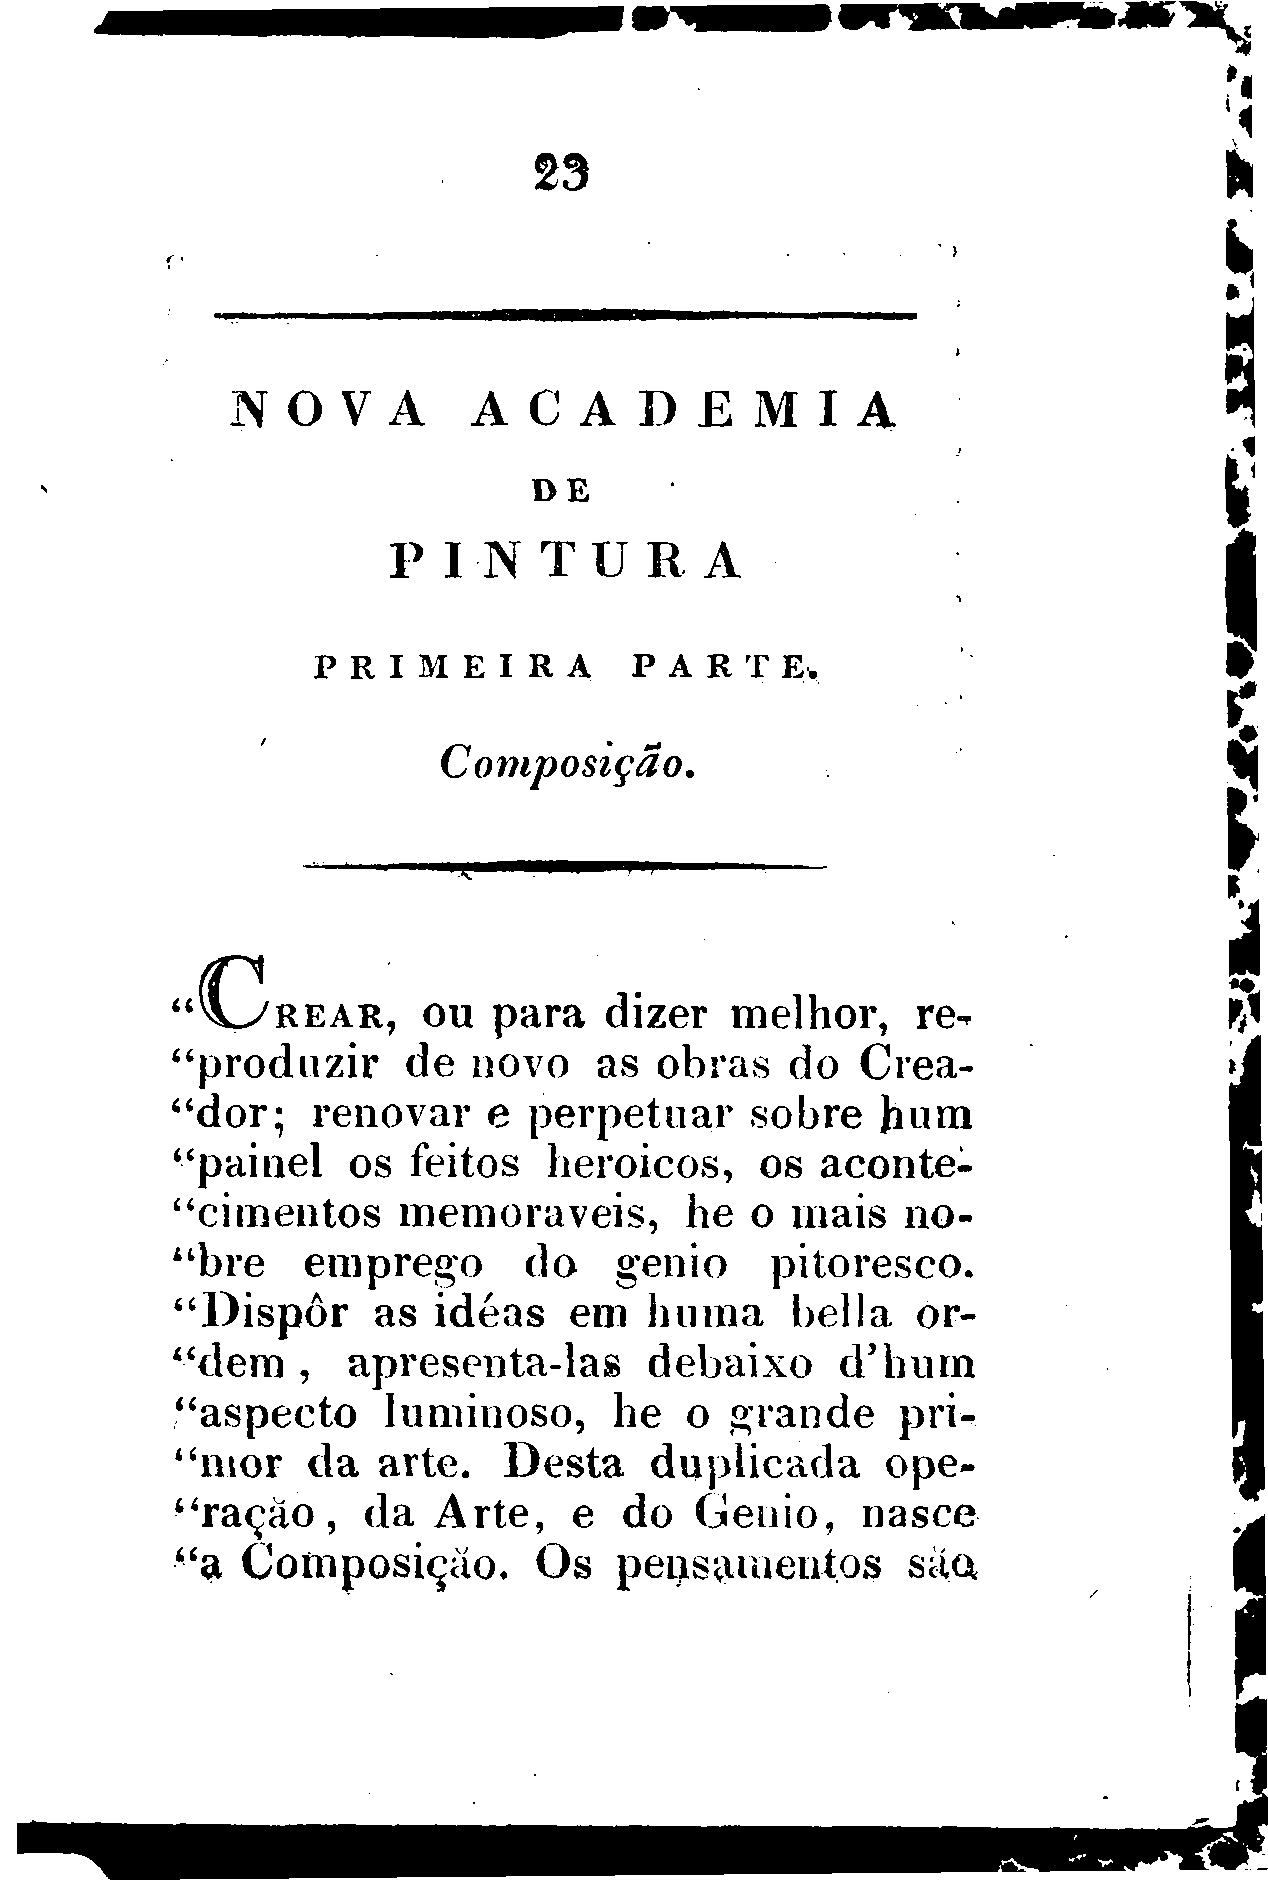 23
NOVA ACADEMIA
DE
PINTURA
PRIMEIRA PARTE.
Composição.
“CREAR, ou para dizer melhor, re-
“produzir de novo as obras do Crea-
“dor; renovar e perpetuar sobre hum
“painel os feitos heroicos, os aconte-
“cimentos memoraveis, he o mais no-
“bre emprego do genio pitoresco.
“Dispôr as idéas em huma bella or-
“dem, apresenta-las debaixo d’hum
“aspecto luminoso, he o grande pri-
“mor da arte. Desta duplicada ope-
“ração, da Arte, e do Genio, nasce
“a Composição. Os pensamentos são